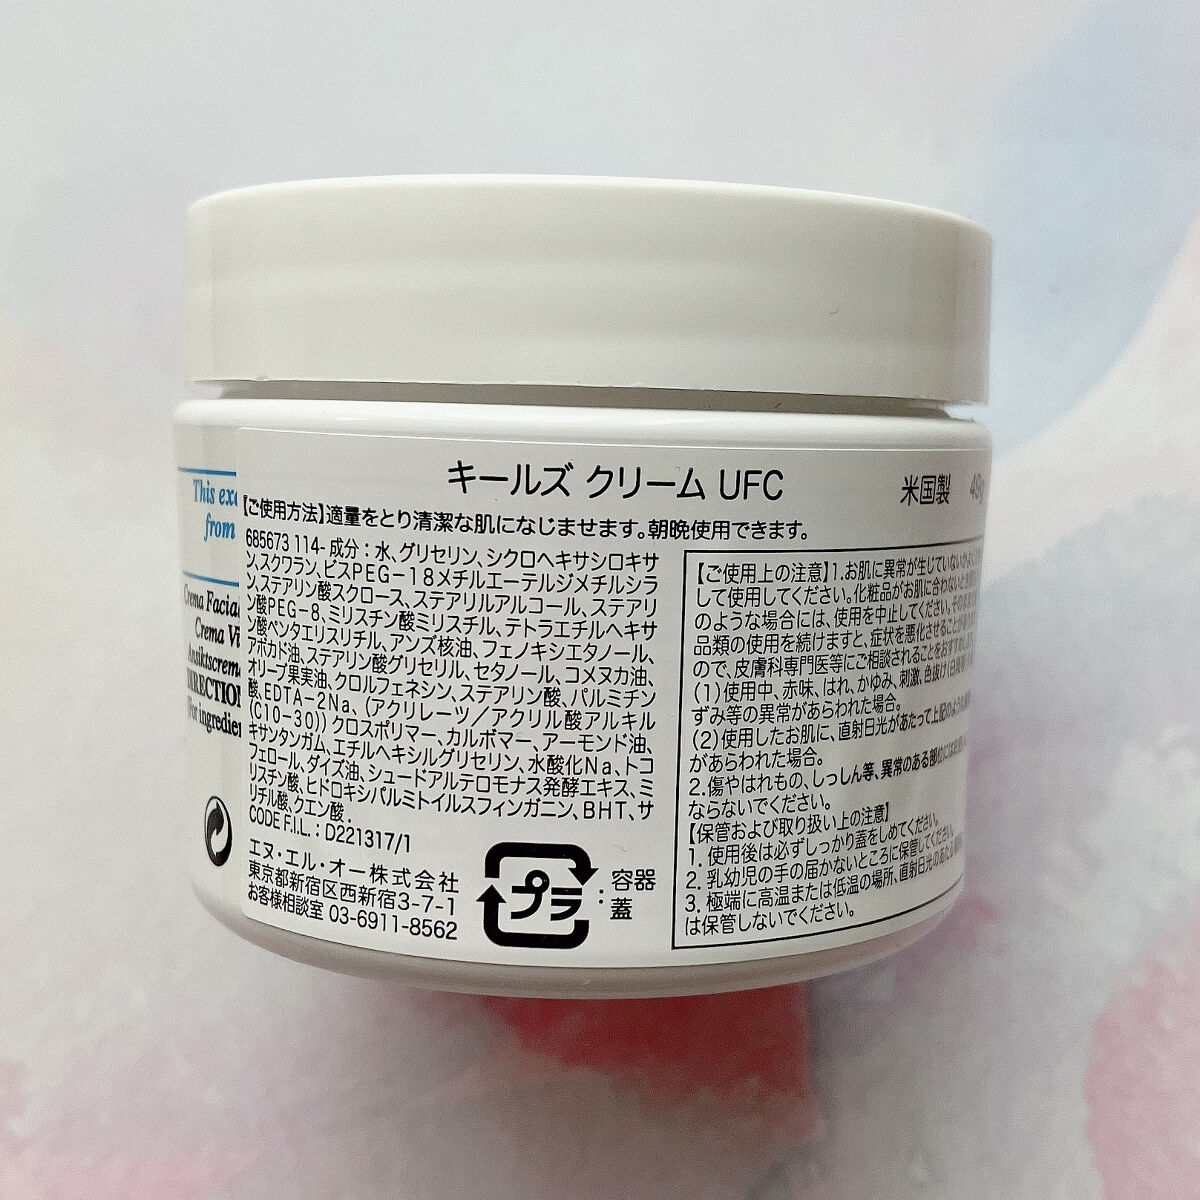 キールズ クリーム UFC
米国製 49g
【ご使用方法】適量をとり清潔な肌になじませます。朝晩使用できます。
685673 114- 成分：水、グリセリン、シクロヘキサシロキサ
ン、スクワラン、ビスPEG－18メチルエーテルジメチルシラ
ン、ステアリン酸スクロース、ステアリルアルコール、ステアリ
ン酸PEG-8、ミリスチン酸ミリスチル、テトラエチルヘキサ
ン酸ペンタエリスリチル、アンズ核油、フェノキシエタノール、
アボカド油、ステアリン酸グリセリル、セタノール、コメヌカ油、
オリーブ果実油、クロルフェネシン、ステアリン酸、パルミチン
酸、EDTA－2Na、（アクリレーツ／アクリル酸アルキル
（C10-30））クロスポリマー、カルボマー、アーモンド油、
キサンタンガム、エチルヘキシルグリセリン、水酸化Na、トコ
フェロール、ダイズ油、シュードアルテロモナス発酵エキス、ミ
リスチン酸、ヒドロキシパルミトイルスフィンガニン、BHT、サ
リチル酸、クエン酸．
CODE F.I.L. : D221317/1
エヌ・エル・オー株式会社
東京都新宿区西新宿3-7-1
お客様相談室 03-6911-8562
プラ
：容器
蓋
【ご使用上の注意】1.お肌に異常が生じていないか
して使用してください。化粧品がお肌に合わないとき
のような場合には、使用を中止してください。そのまま
品類の使用を続けますと、症状を悪化させることが
ので、皮膚科専門医等にご相談されることをおすすめ
（1）使用中、赤味、はれ、かゆみ、刺激、色抜け（白斑等
ずみ等の異常があらわれた場合。
（2）使用したお肌に、直射日光があたって上記のような
があらわれた場合。
2.傷やはれもの、しっしん等、異常のある部位には
ならないでください。
【保管および取り扱い上の注意】
1. 使用後は必ずしっかり蓋をしめてください。
2. 乳幼児の手の届かないところに保管してください。
3. 極端に高温または低温の場所、直射日光の
は保管しないでください。
This
from
Crema
Crema